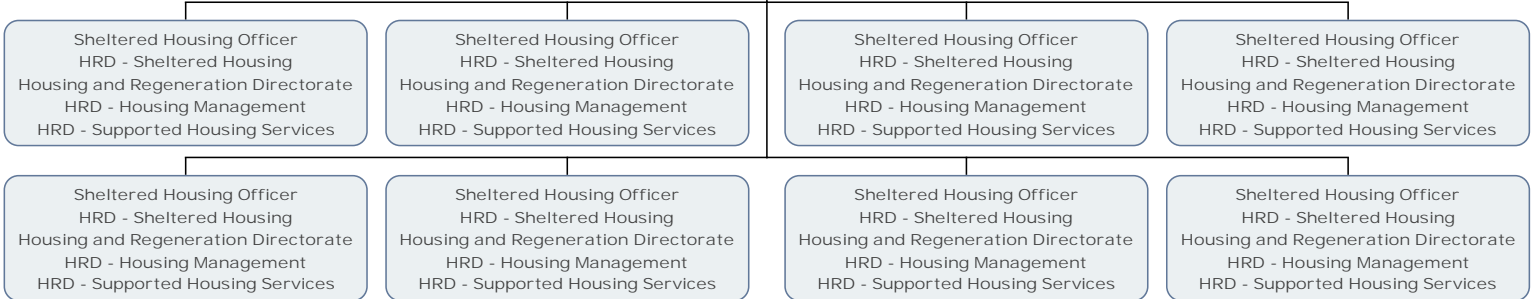 Sheltered Housing Officer
HRD - Sheltered Housing
Housing and Regeneration Directorate
HRD - Housing Management
HRD - Supported Housing Services
Sheltered Housing Officer
HRD - Sheltered Housing
Housing and Regeneration Directorate
HRD - Housing Management
HRD - Supported Housing Services
Sheltered Housing Officer
HRD - Sheltered Housing
Housing and Regeneration Directorate
HRD - Housing Management
HRD - Supported Housing Services
Sheltered Housing Officer
HRD - Sheltered Housing
Housing and Regeneration Directorate
HRD - Housing Management
HRD - Supported Housing Services
Sheltered Housing Officer
HRD - Sheltered Housing
Housing and Regeneration Directorate
HRD - Housing Management
HRD - Supported Housing Services
Sheltered Housing Officer
HRD - Sheltered Housing
Housing and Regeneration Directorate
HRD - Housing Management
HRD - Supported Housing Services
Sheltered Housing Officer
HRD - Sheltered Housing
Housing and Regeneration Directorate
HRD - Housing Management
HRD - Supported Housing Services
Sheltered Housing Officer
HRD - Sheltered Housing
Housing and Regeneration Directorate
HRD - Housing Management
HRD - Supported Housing Services